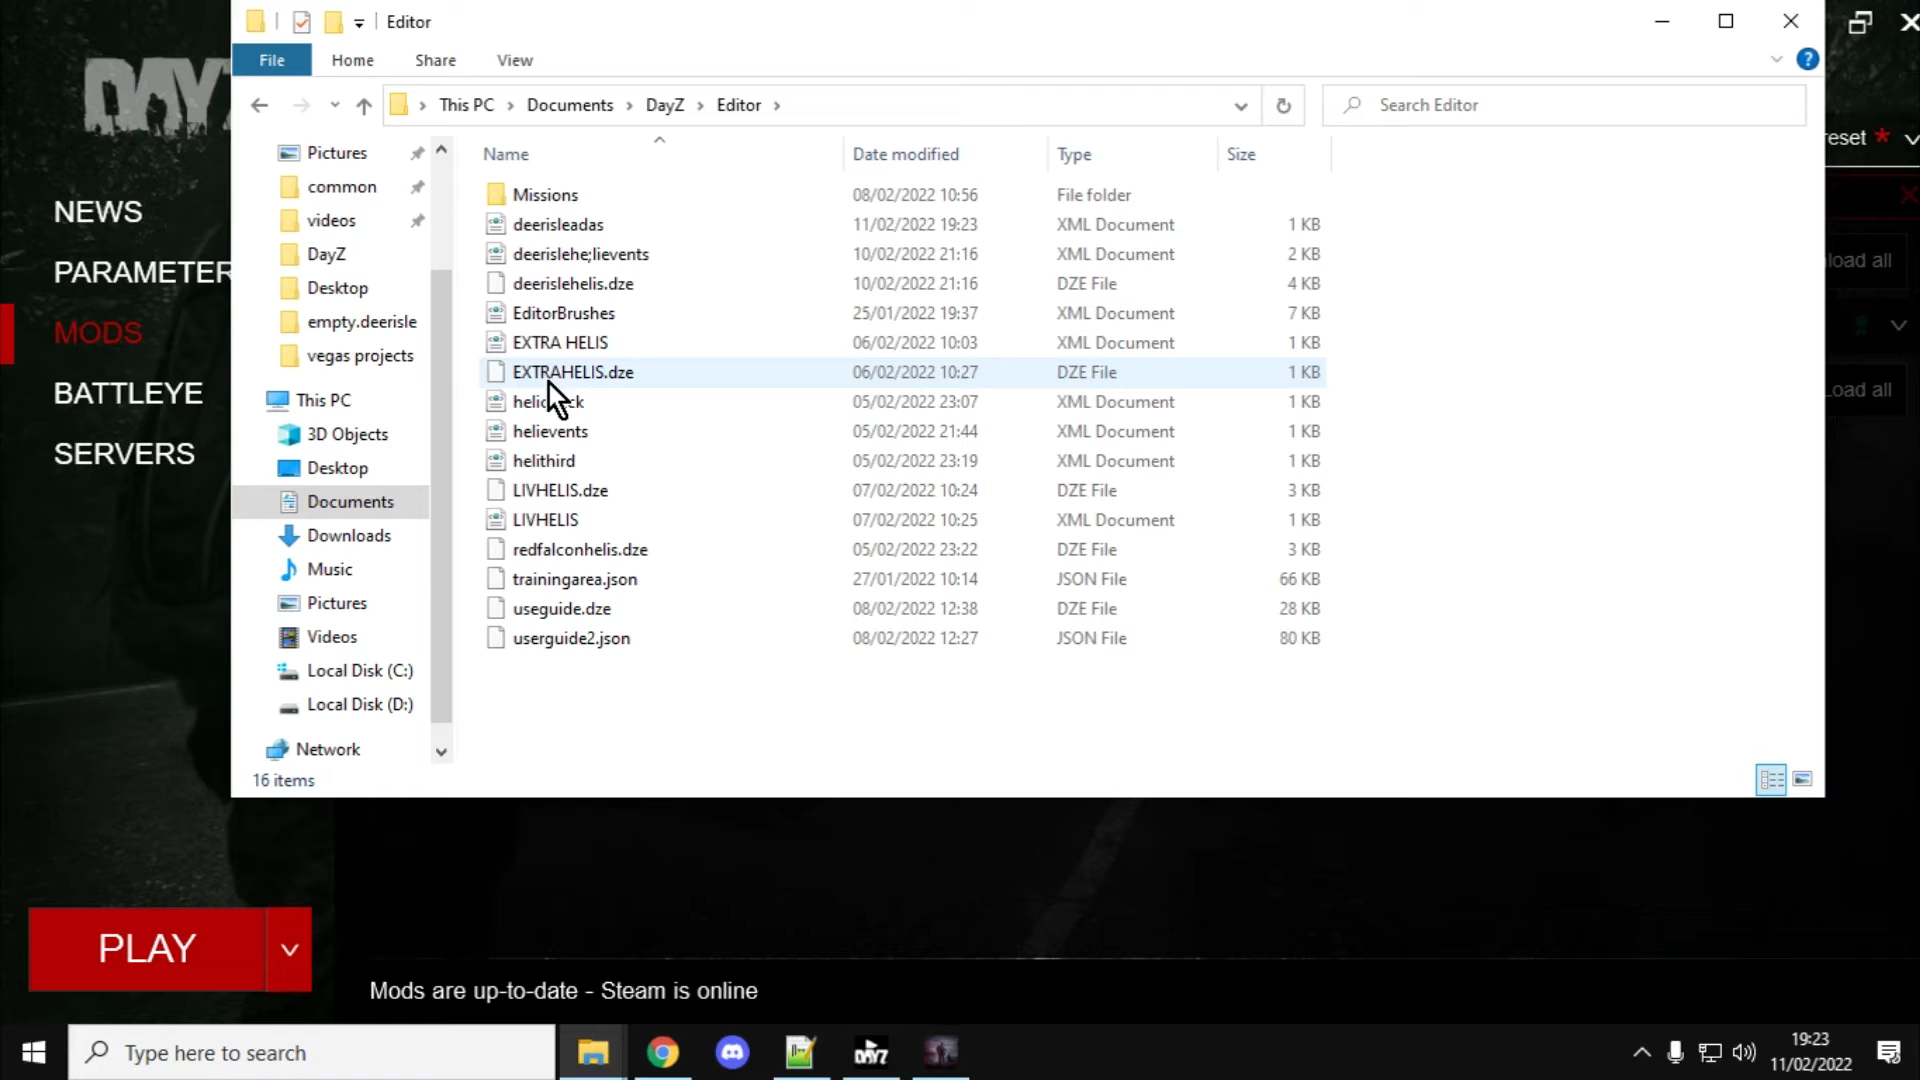 Editor
File Home Share View
This PC Documents DayZ Editor
Search Editor
DAYZ
NEWS
PARAMETER
MODS
BATTLEYE
SERVERS
PLAY
Pictures
common
videos
DayZ
Desktop
empty.deerisle
vegas projects
This PC
3D Objects
Desktop
Documents
Downloads
Music
Pictures
Videos
Local Disk (C:)
Local Disk (D:)
Network
16 items
Name Date modified Type Size
Missions 08/02/2022 10:56 File folder
deerisleadas 11/02/2022 19:23 XML Document 1 KB
deerislehe;lievents 10/02/2022 21:16 XML Document 2 KB
deerislehelis.dze 10/02/2022 21:16 DZE File 4 KB
EditorBrushes 25/01/2022 19:37 XML Document 7 KB
EXTRA HELIS 06/02/2022 10:03 XML Document 1 KB
EXTRAHELIS.dze 06/02/2022 10:27 DZE File 1 KB
05/02/2022 23:07 XML Document 1 KB
helievents 05/02/2022 21:44 XML Document 1 KB
helithird 05/02/2022 23:19 XML Document 1 KB
LIVHELIS.dze 07/02/2022 10:24 DZE File 3 KB
LIVHELIS 07/02/2022 10:25 XML Document 1 KB
redfalconhelis.dze 05/02/2022 23:22 DZE File 3 KB
trainingarea.json 27/01/2022 10:14 JSON File 66 KB
useguide.dze 08/02/2022 12:38 DZE File 28 KB
userguide2.json 08/02/2022 12:27 JSON File 80 KB
reset *
load all
Load all
Mods are up-to-date - Steam is online
Type here to search
DAYZ
19:23
11/02/2022